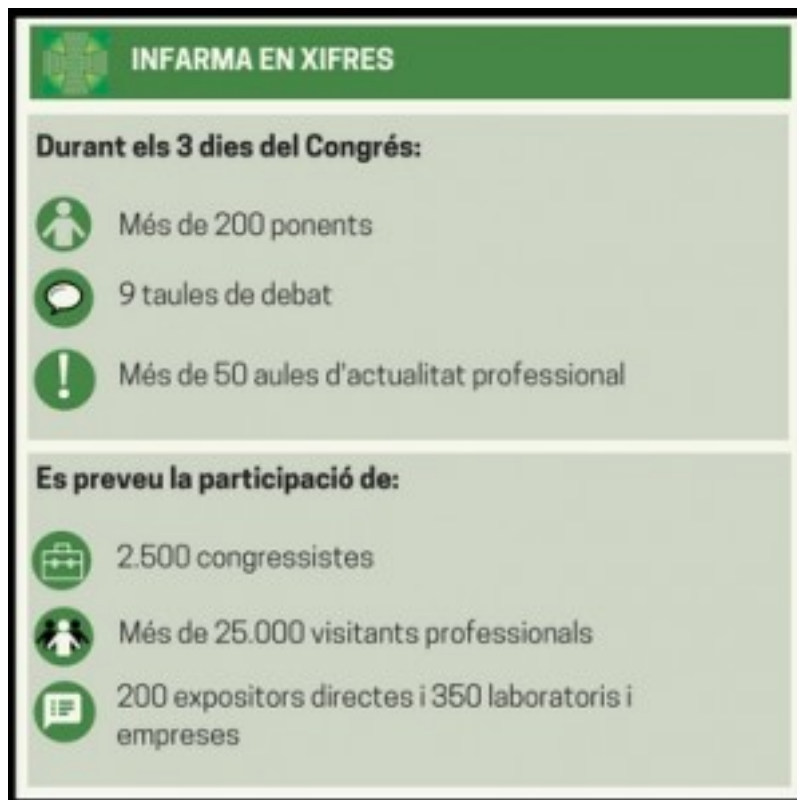 INFARMA EN XIFRES
Durant els 3 dies del Congrés:
Més de 200 ponents
9 taules de debat
Més de 50 aules d'actualitat professional
Es preveu la participació de:
2.500 congressistes
Més de 25.000 visitants professionals
200 expositors directes i 350 laboratoris i
empreses